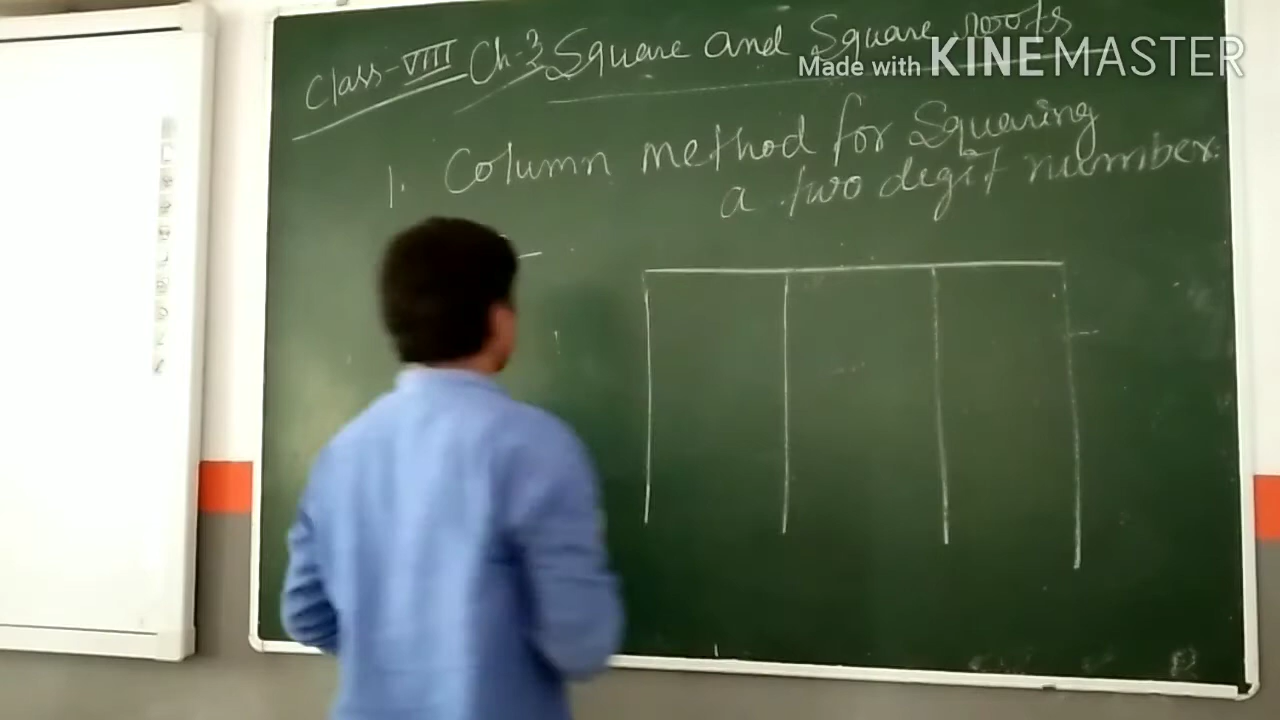 Class-VIII Ch-3 Square and Square roots
Made with KINEMASTER
1. Column method for Squaring
a two digit number.